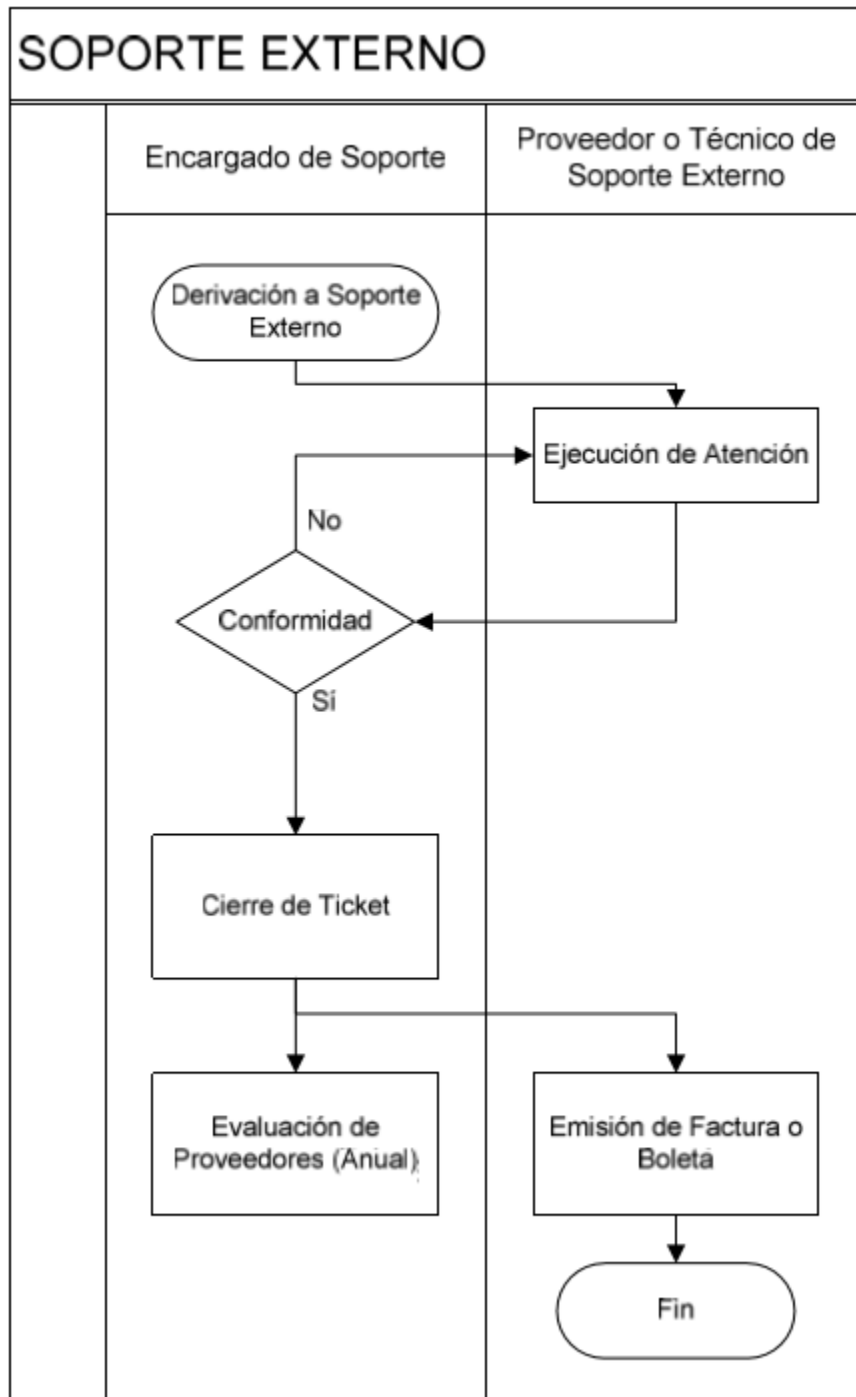 SOPORTE EXTERNO
Encargado de Soporte
Proveedor o Técnico de
Soporte Externo
Derivación a Soporte
Externo
Ejecución de Atención
No
Conformidad
Sí
Cierre de Ticket
Evaluación de
Proveedores (Anual)
Emisión de Factura o
Boleta
Fin